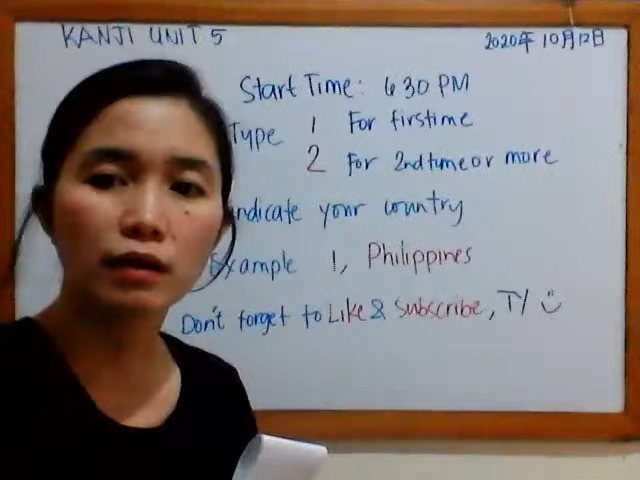 KANJI UNIT 5
2020年 10月12日
Start Time: 6 30 PM
Type 1 For firstime
2 For 2nd time or more
ndicate your country
Example 1, Philippines
Don't forget to Like & Subscribe, TY